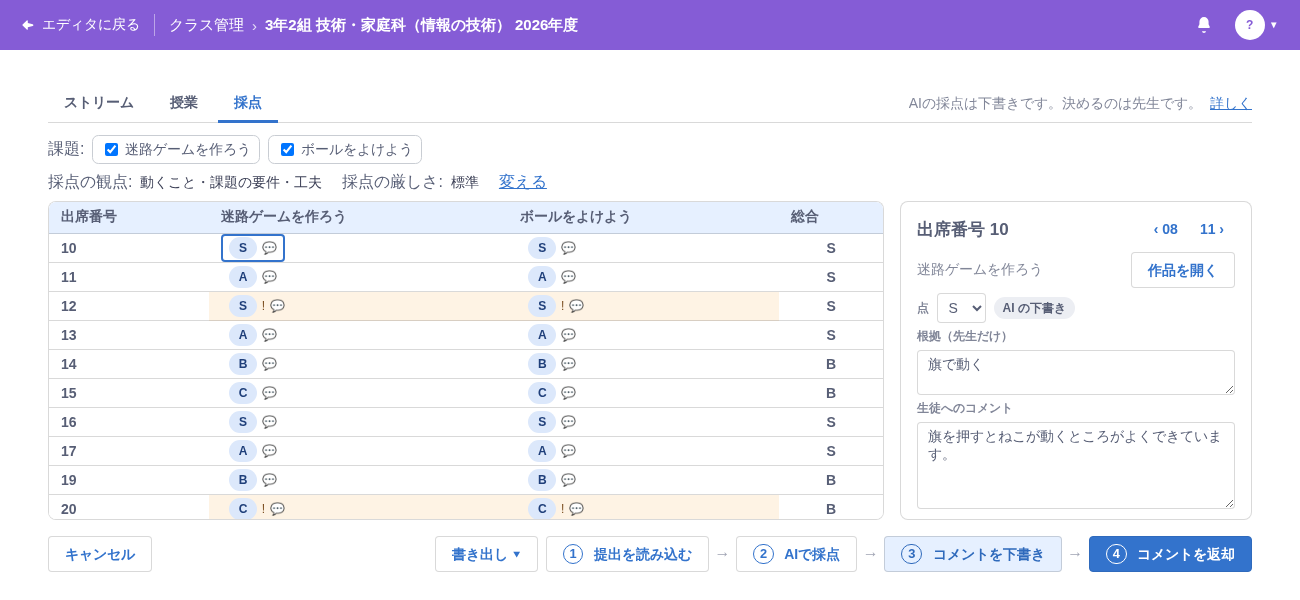 エディタに戻る クラス管理 › 3年2組 技術・家庭科（情報の技術） 2026年度 ?
ストリーム 授業 採点 AIの採点は下書きです。決めるのは先生です。 詳しく
課題: 迷路ゲームを作ろう ボールをよけよう
採点の観点: 動くこと・課題の要件・工夫 採点の厳しさ: 標準 変える
出席番号 迷路ゲームを作ろう ボールをよけよう 総合
10 S S S
11 A A S
12 S ! S ! S
13 A A S
14 B B B
15 C C B
16 S S S
17 A A S
19 B B B
20 C ! C ! B
出席番号 10 ‹ 08 11 ›
迷路ゲームを作ろう 作品を開く
点 S AI の下書き
根拠（先生だけ）
旗で動く
生徒へのコメント
旗を押すとねこが動くところがよくできていま
す。
キャンセル 書き出し ▼ 1 提出を読み込む → 2 AIで採点 → 3 コメントを下書き → 4 コメントを返却